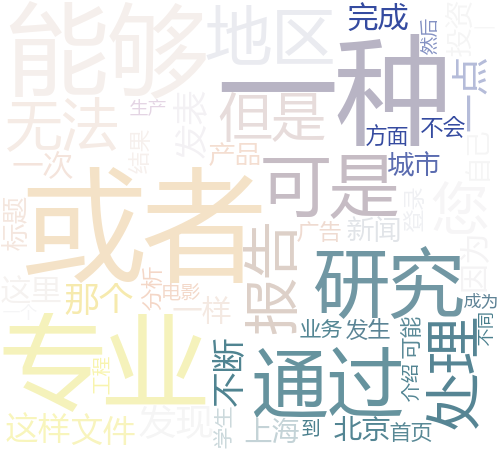 能够
地区
完成
然后
投资
一种
一点
无法
生产
发表
但是
方面
不会
结果
产品
一次
可是
城市
自己
或者
您
登录
标题
广告
新闻
报告
因为
研究
这里
那个
分析
电影
一样
成为
专业
不断
通过
业务
发生
可能
处理
不同
工程
介绍
这样
文件
发现
学生
上海
到
北京
首页